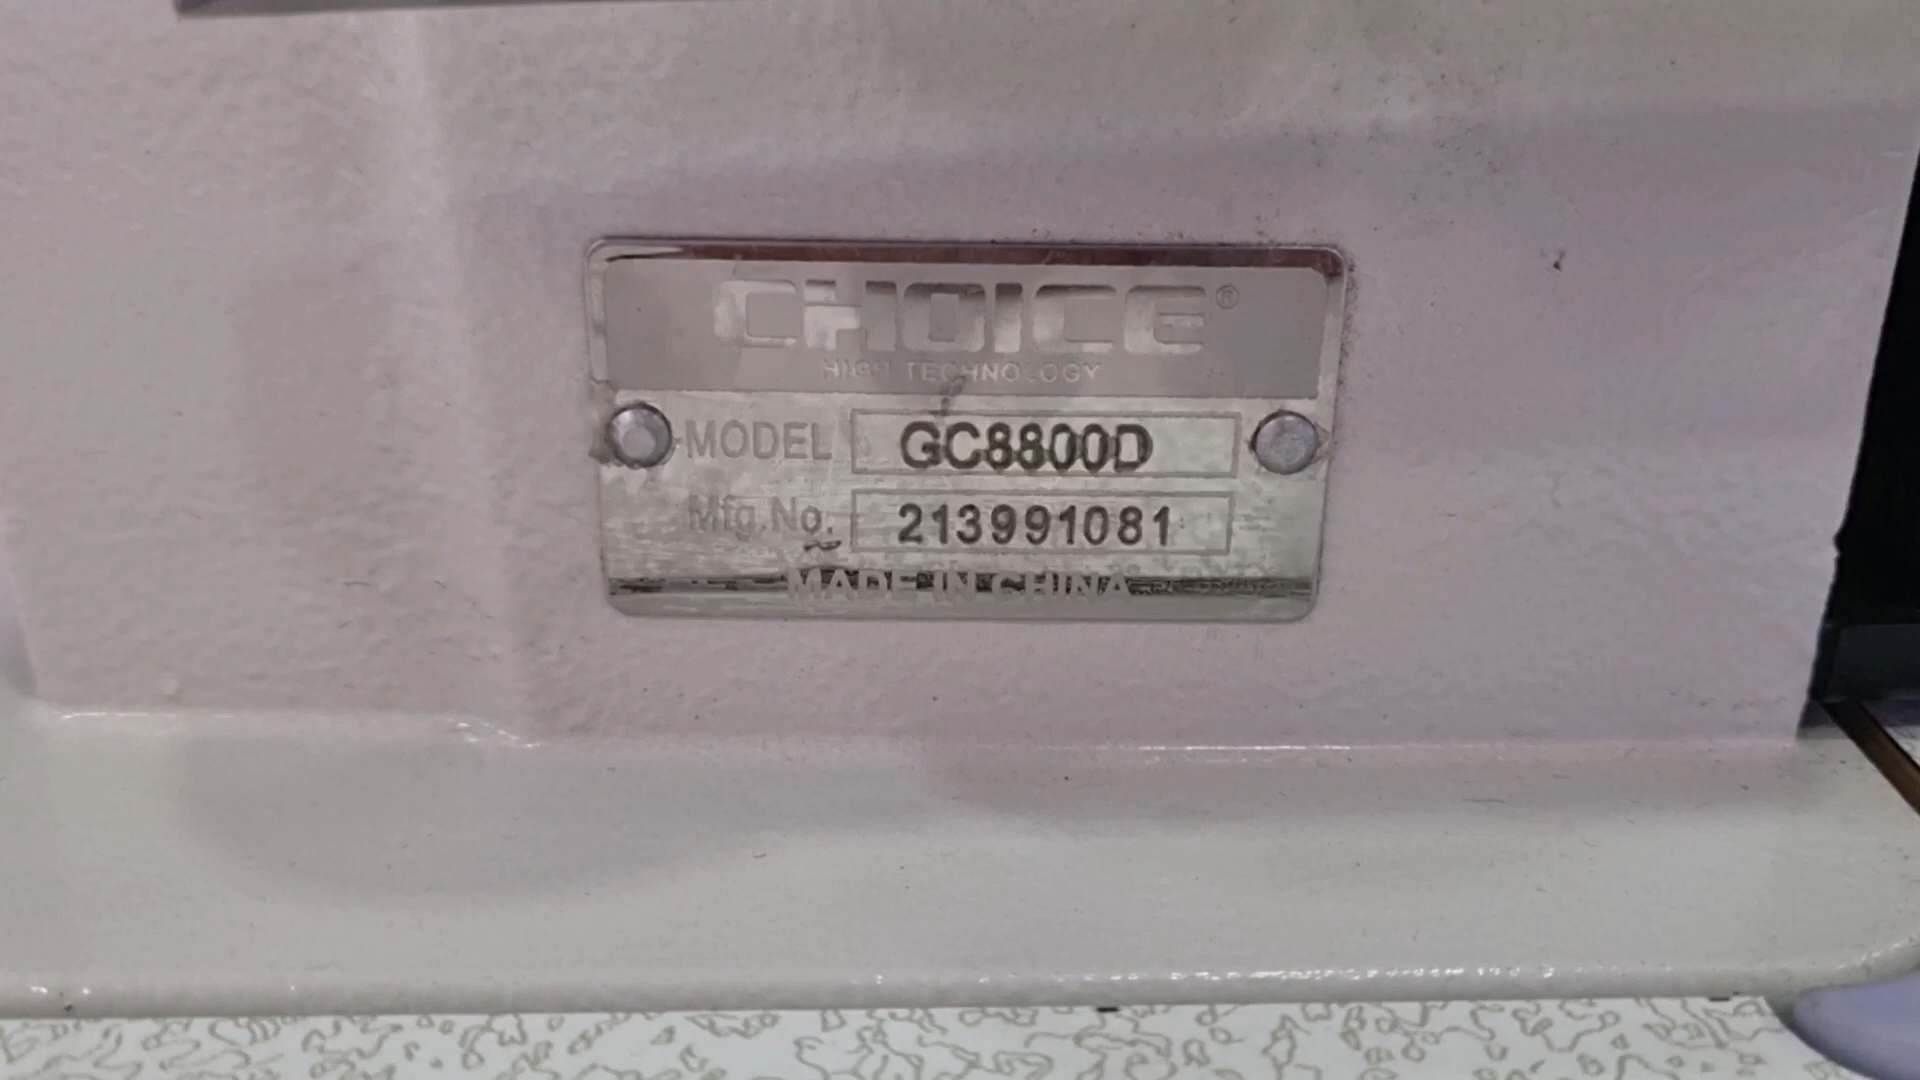 CHOICE®
HIGH TECHNOLOGY
MODEL GC8800D
Mfg.No. 213991081
MADE IN CHINA